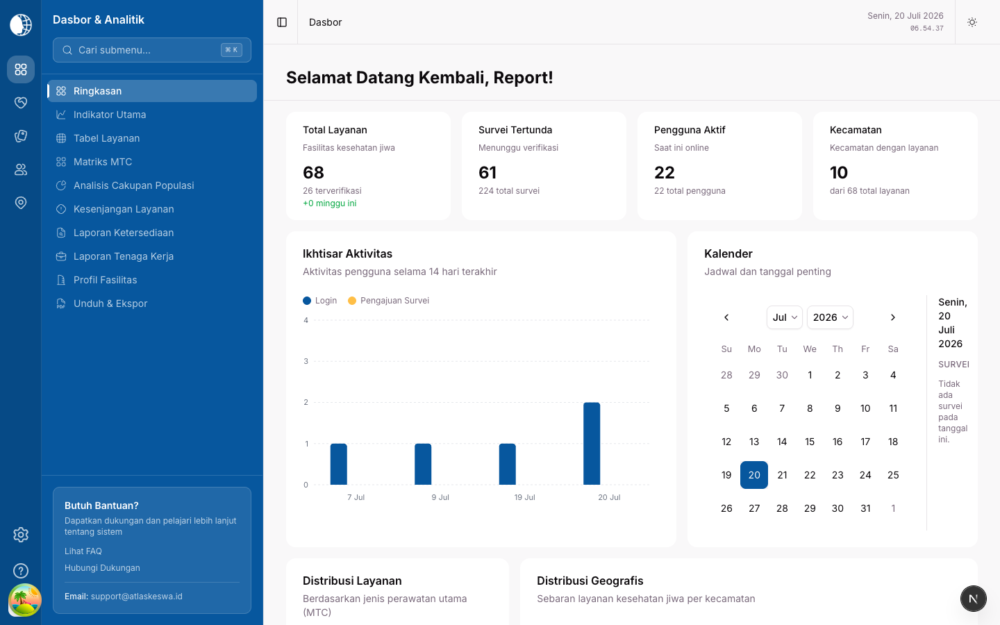 Dasbor & Analitik
Cari submenu...
⌘ K
Ringkasan
Indikator Utama
Tabel Layanan
Matriks MTC
Analisis Cakupan Populasi
Kesenjangan Layanan
Laporan Ketersediaan
Laporan Tenaga Kerja
Profil Fasilitas
Unduh & Ekspor
PDF
Butuh Bantuan?
Dapatkan dukungan dan pelajari lebih lanjut
tentang sistem
Lihat FAQ
Hubungi Dukungan
Email: support@atlaskeswa.id
Dasbor
Senin, 20 Juli 2026
06.54.37
Selamat Datang Kembali, Report!
Total Layanan
Fasilitas kesehatan jiwa
68
26 terverifikasi
+0 minggu ini
Survei Tertunda
Menunggu verifikasi
61
224 total survei
Pengguna Aktif
Saat ini online
22
22 total pengguna
Kecamatan
Kecamatan dengan layanan
10
dari 68 total layanan
Ikhtisar Aktivitas
Aktivitas pengguna selama 14 hari terakhir
Login Pengajuan Survei
4
3
2
1
0
7 Jul 9 Jul 19 Jul 20 Jul
Kalender
Jadwal dan tanggal penting
Jul 2026
Su Mo Tu We Th Fr Sa
28 29 30 1 2 3 4
5 6 7 8 9 10 11
12 13 14 15 16 17 18
19 20 21 22 23 24 25
26 27 28 29 30 31 1
Senin,
20
Juli
2026
SURVEI
Tidak
ada
survei
pada
tanggal
ini.
Distribusi Layanan
Berdasarkan jenis perawatan utama
(MTC)
Distribusi Geografis
Sebaran layanan kesehatan jiwa per kecamatan
N